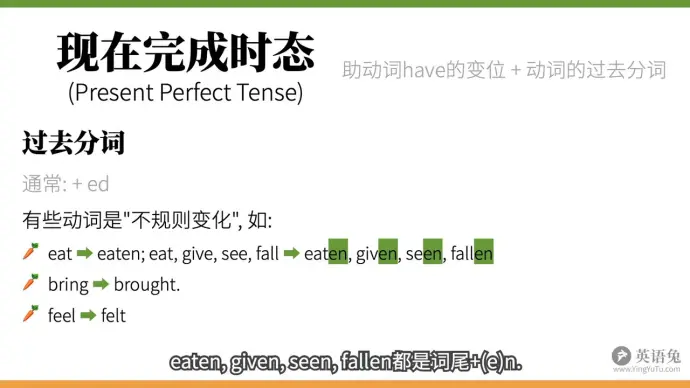 现在完成时态
(Present Perfect Tense)
助动词have的变位 + 动词的过去分词
过去分词
通常: + ed
有些动词是"不规则变化", 如:
eat ➡ eaten; eat, give, see, fall ➡ eaten, given, seen, fallen
bring ➡ brought.
feel ➡ felt
eaten, given, seen, fallen都是词尾+(e)n.
英语兔
www.YingYuTu.com